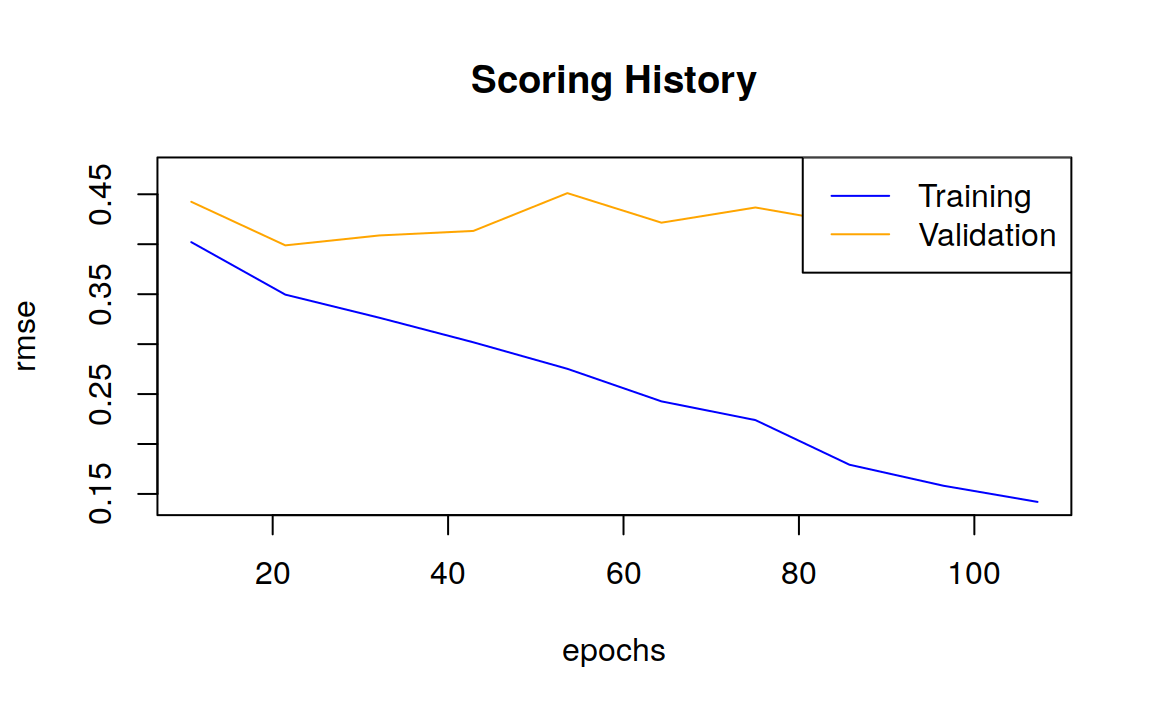 Scoring History
Training
Validation
rmse
0.45
0.35
0.25
0.15
20 40 60 80 100
epochs